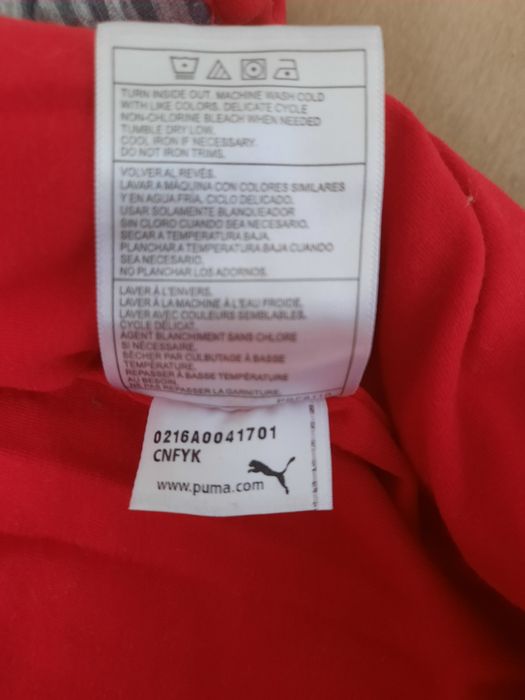 TURN INSIDE OUT. MACHINE WASH COLD
WITH LIKE COLORS. DELICATE CYCLE
NON-CHLORINE BLEACH WHEN NEEDED
TUMBLE DRY LOW.
COOL IRON IF NECESSARY.
DO NOT IRON TRIMS.
VOLVER AL REVÉS.
LAVAR A MÁQUINA CON COLORES SIMILARES
Y EN AGUA FRÍA, CICLO DELICADO.
USAR SOLAMENTE BLANQUEADOR
SIN CLORO CUANDO SEA NECESARIO.
SECAR A TEMPERATURA BAJA.
PLANCHAR A TEMPERATURA BAJA CUANDO
SEA NECESARIO.
NO PLANCHAR LOS ADORNOS.
LAVER À L'ENVERS.
LAVER À LA MACHINE À L'EAU FROIDE.
LAVER AVEC COULEURS SEMBLABLES.
CYCLE DÉLICAT.
AGENT BLANCHIMENT SANS CHLORE
SI NÉCESSAIRE.
SÉCHER PAR CULBUTAGE À BASSE
TEMPÉRATURE.
REPASSER À BASSE TEMPÉRATURE
AU BESOIN.
NE PAS REPASSER LA GARNITURE.
0216A0041701
CNFYK
www.puma.com